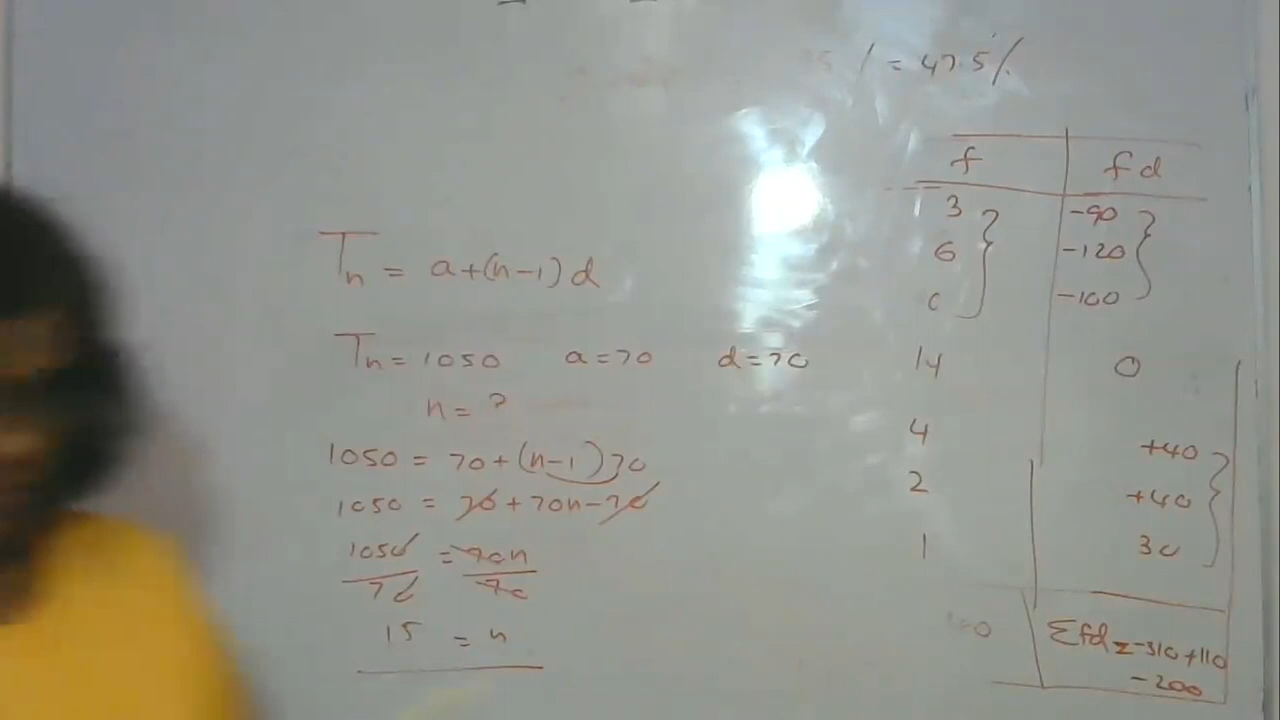 /. = 47.5%
Tn = a+(n-1)d
Tn = 1050 a=70 d=70
n = ?
1050 = 70+(n-1)70
1050 = 70+70n-70
1050/70 = 70n/70
15 = n
f fd
3 -90
6 -120
-100
14 0
4 +40
2 +40
1 30
Σfd = -310+110
-200